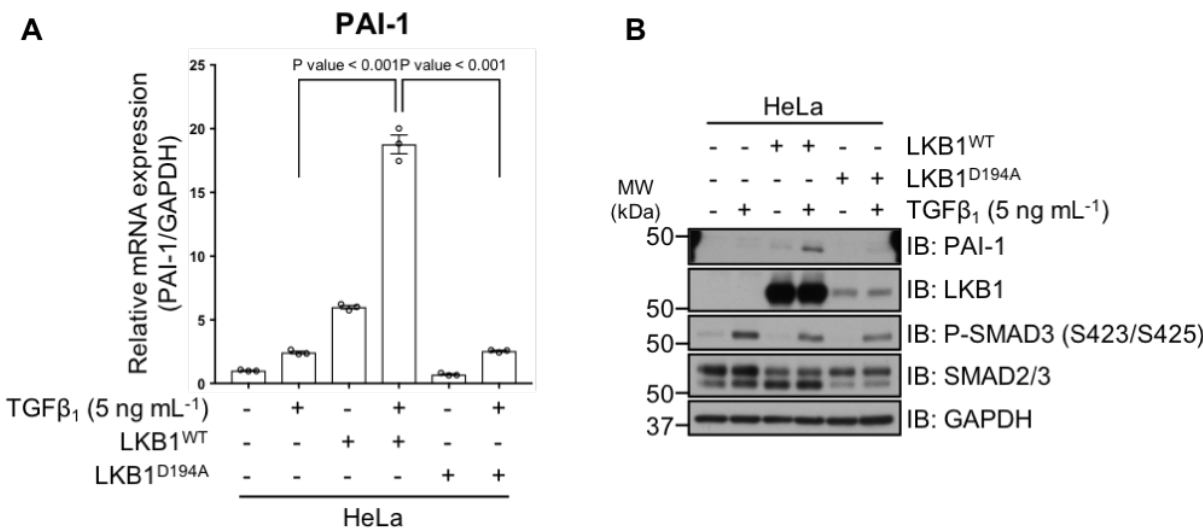 A
PAI-1
Relative mRNA expression
(PAI-1/GAPDH)
25
20
15
10
5
0
P value < 0.001 P value < 0.001
TGFβ₁ (5 ng mL⁻¹) - + - + - +
LKB1ᵂᵀ - - + + - -
LKB1ᴰ¹⁹⁴ᴬ - - - - + +
HeLa
B
HeLa
- - + + - - LKB1ᵂᵀ
- - - - + + LKB1ᴰ¹⁹⁴ᴬ
- + - + - + TGFβ₁ (5 ng mL⁻¹)
MW
(kDa)
50 IB: PAI-1
50 IB: LKB1
50 IB: P-SMAD3 (S423/S425)
50 IB: SMAD2/3
37 IB: GAPDH